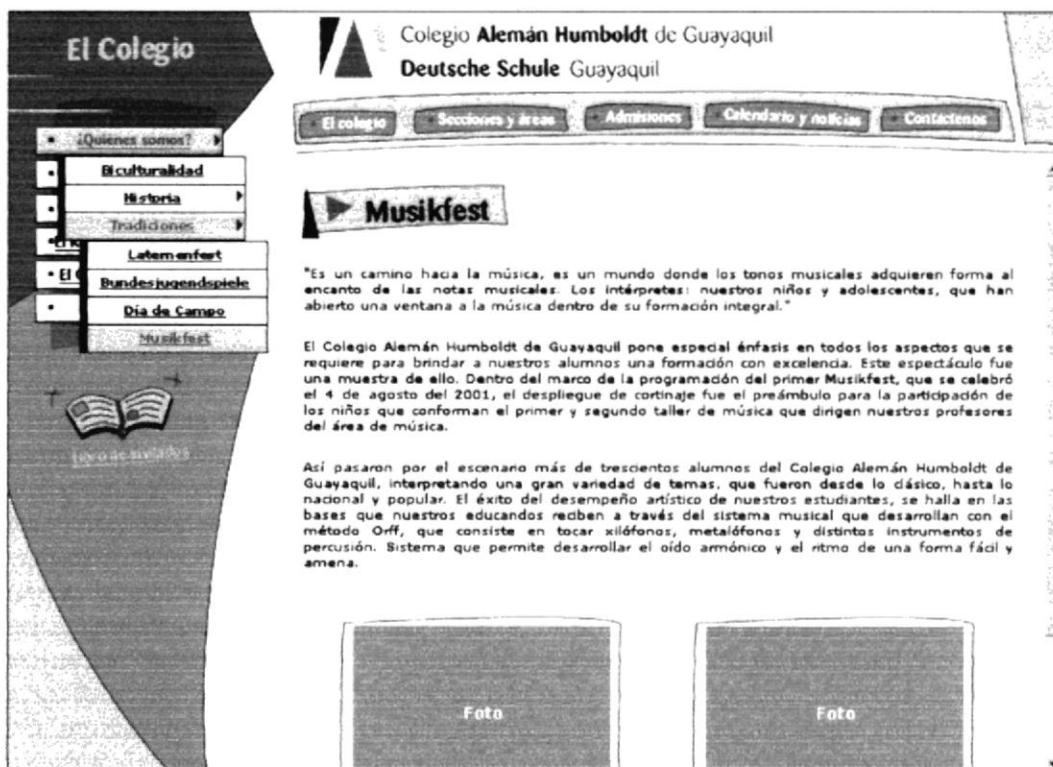 El Colegio
Colegio Alemán Humboldt de Guayaquil
Deutsche Schule Guayaquil
El colegio
Secciones y áreas
Admisiones
Calendario y noticias
Contáctenos
¿Quienes somos?
Biculturalidad
Historia
Tradiciones
Laternenfest
Bundesjugendspiele
Día de Campo
Musikfest
Libro de invitados
Musikfest
"Es un camino hacia la música, es un mundo donde los tonos musicales adquieren forma al
encanto de las notas musicales. Los intérpretes: nuestros niños y adolescentes, que han
abierto una ventana a la música dentro de su formación integral."
El Colegio Alemán Humboldt de Guayaquil pone especial énfasis en todos los aspectos que se
requiere para brindar a nuestros alumnos una formación con excelencia. Este espectáculo fue
una muestra de ello. Dentro del marco de la programación del primer Musikfest, que se celebró
el 4 de agosto del 2001, el despliegue de cortinaje fue el preámbulo para la participación de
los niños que conforman el primer y segundo taller de música que dirigen nuestros profesores
del área de música.
Así pasaron por el escenario más de trescientos alumnos del Colegio Alemán Humboldt de
Guayaquil, interpretando una gran variedad de temas, que fueron desde lo clásico, hasta lo
nacional y popular. El éxito del desempeño artístico de nuestros estudiantes, se halla en las
bases que nuestros educandos reciben a través del sistema musical que desarrollan con el
método Orff, que consiste en tocar xilófonos, metalófonos y distintos instrumentos de
percusión. Sistema que permite desarrollar el oído armónico y el ritmo de una forma fácil y
amena.
Foto
Foto